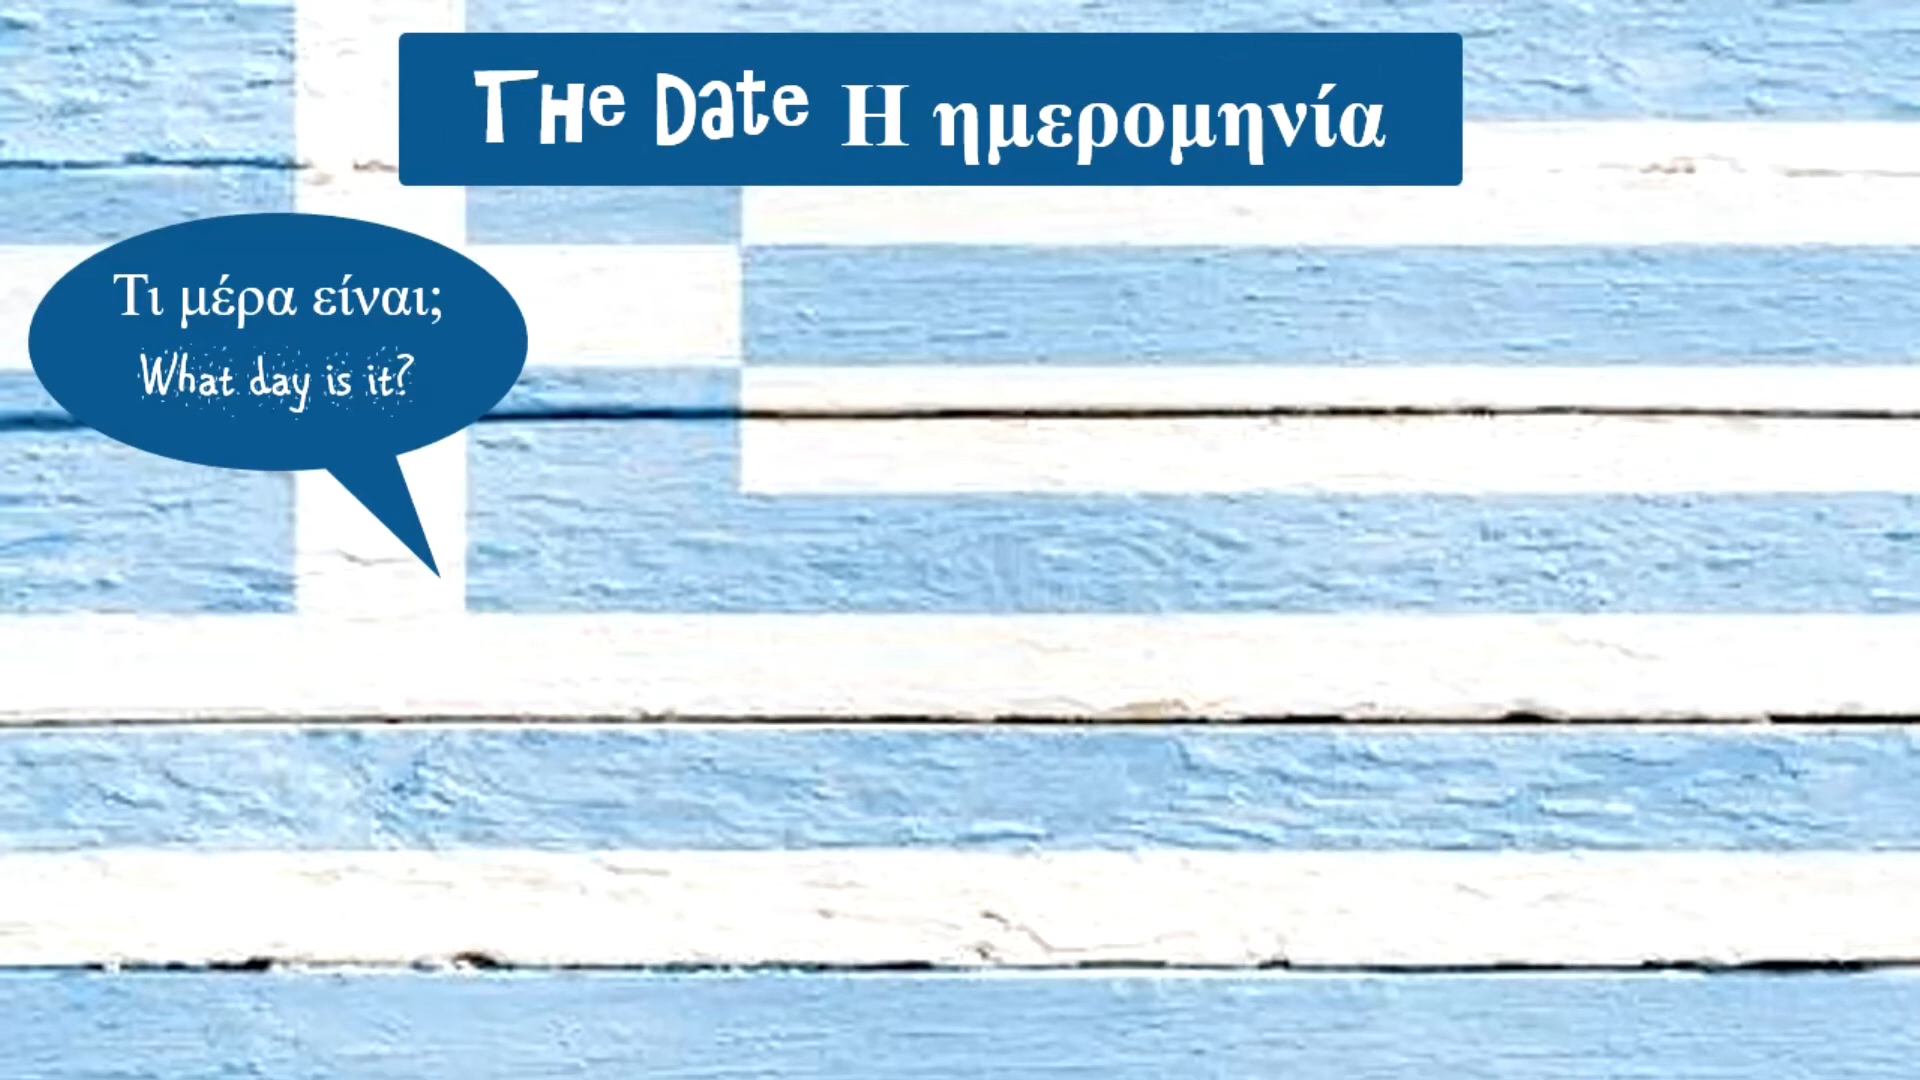 The Date Η ημερομηνία
Τι μέρα είναι;
What day is it?